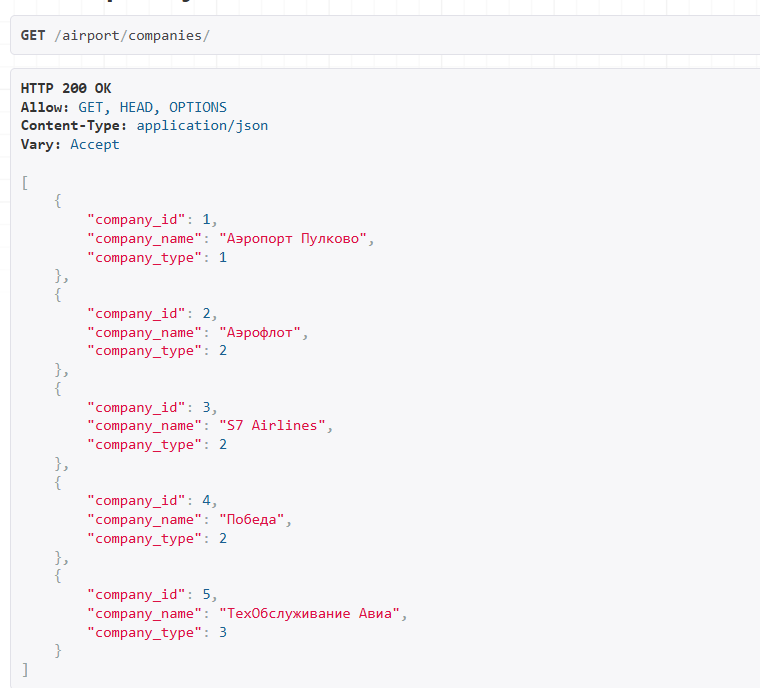 GET /airport/companies/
HTTP 200 OK
Allow: GET, HEAD, OPTIONS
Content-Type: application/json
Vary: Accept
[
    {
        "company_id": 1,
        "company_name": "Аэропорт Пулково",
        "company_type": 1
    },
    {
        "company_id": 2,
        "company_name": "Аэрофлот",
        "company_type": 2
    },
    {
        "company_id": 3,
        "company_name": "S7 Airlines",
        "company_type": 2
    },
    {
        "company_id": 4,
        "company_name": "Победа",
        "company_type": 2
    },
    {
        "company_id": 5,
        "company_name": "ТехОбслуживание Авиа",
        "company_type": 3
    }
]